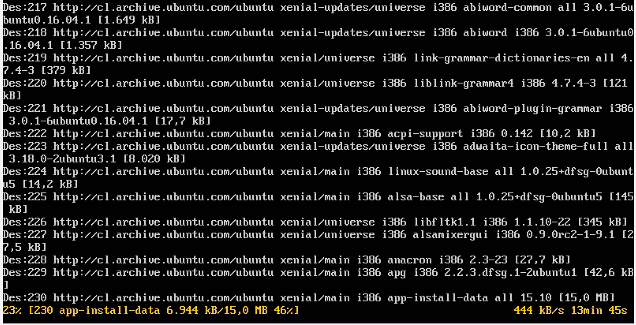 Des:217 http://cl.archive.ubuntu.com/ubuntu xenial-updates/universe i386 abiword-common all 3.0.1-6u
buntu0.16.04.1 [1.649 kB]
Des:218 http://cl.archive.ubuntu.com/ubuntu xenial-updates/universe i386 abiword i386 3.0.1-6ubuntu0
.16.04.1 [1.357 kB]
Des:219 http://cl.archive.ubuntu.com/ubuntu xenial/universe i386 link-grammar-dictionaries-en all 4.
7.4-3 [379 kB]
Des:220 http://cl.archive.ubuntu.com/ubuntu xenial/universe i386 liblink-grammar4 i386 4.7.4-3 [121
kB]
Des:221 http://cl.archive.ubuntu.com/ubuntu xenial-updates/universe i386 abiword-plugin-grammar i386
 3.0.1-6ubuntu0.16.04.1 [17,7 kB]
Des:222 http://cl.archive.ubuntu.com/ubuntu xenial/main i386 acpi-support i386 0.142 [10,2 kB]
Des:223 http://cl.archive.ubuntu.com/ubuntu xenial-updates/universe i386 adwaita-icon-theme-full all
 3.18.0-2ubuntu3.1 [8.020 kB]
Des:224 http://cl.archive.ubuntu.com/ubuntu xenial/main i386 linux-sound-base all 1.0.25+dfsg-0ubunt
u5 [14,2 kB]
Des:225 http://cl.archive.ubuntu.com/ubuntu xenial/main i386 alsa-base all 1.0.25+dfsg-0ubuntu5 [145
 kB]
Des:226 http://cl.archive.ubuntu.com/ubuntu xenial/universe i386 libfltk1.1 i386 1.1.10-22 [345 kB]
Des:227 http://cl.archive.ubuntu.com/ubuntu xenial/universe i386 alsamixergui i386 0.9.0rc2-1-9.1 [2
7,5 kB]
Des:228 http://cl.archive.ubuntu.com/ubuntu xenial/main i386 anacron i386 2.3-23 [27,7 kB]
Des:229 http://cl.archive.ubuntu.com/ubuntu xenial/main i386 apg i386 2.2.3.dfsg.1-2ubuntu1 [42,6 kB
]
Des:230 http://cl.archive.ubuntu.com/ubuntu xenial/main i386 app-install-data all 15.10 [15,0 MB]
23% [230 app-install-data 6.944 kB/15,0 MB 46%] 444 kB/s 13min 45s